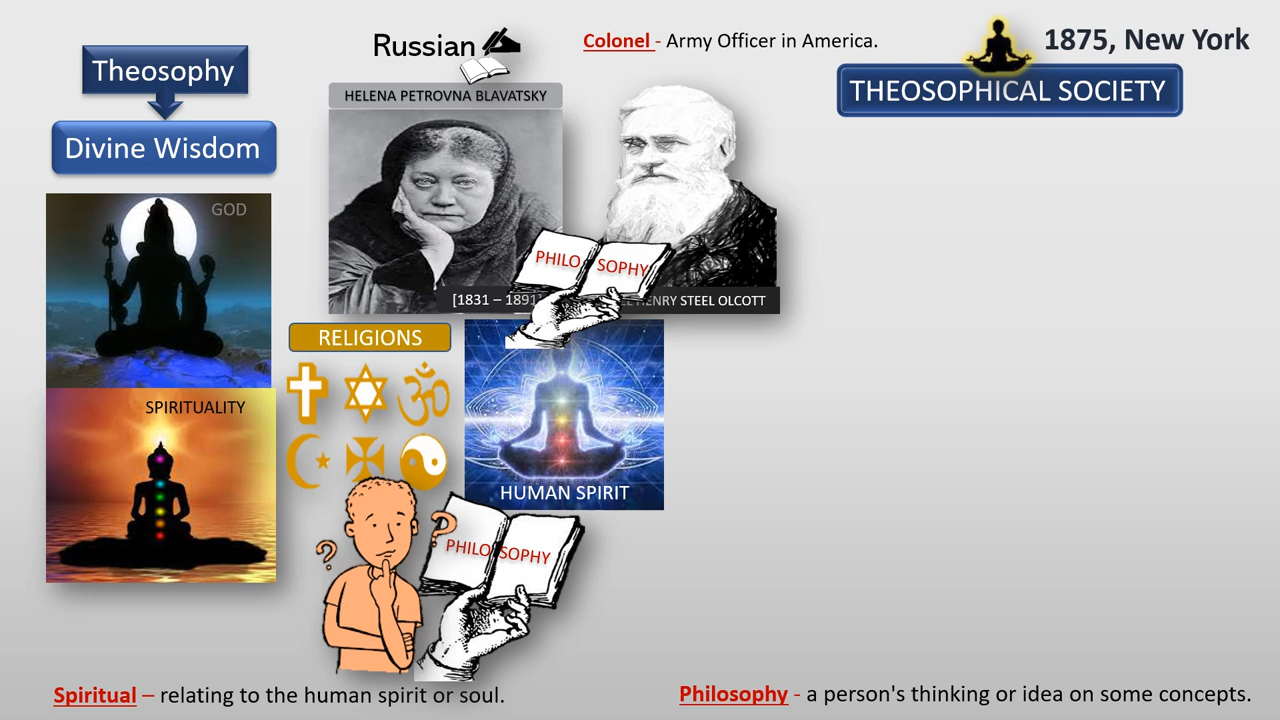 Theosophy
Divine Wisdom
GOD
SPIRITUALITY
Russian
HELENA PETROVNA BLAVATSKY
[1831 – 1891]
Colonel - Army Officer in America.
HENRY STEEL OLCOTT
PHILO SOPHY
1875, New York
THEOSOPHICAL SOCIETY
RELIGIONS
HUMAN SPIRIT
? ?
PHILO SOPHY
Spiritual – relating to the human spirit or soul.
Philosophy - a person's thinking or idea on some concepts.